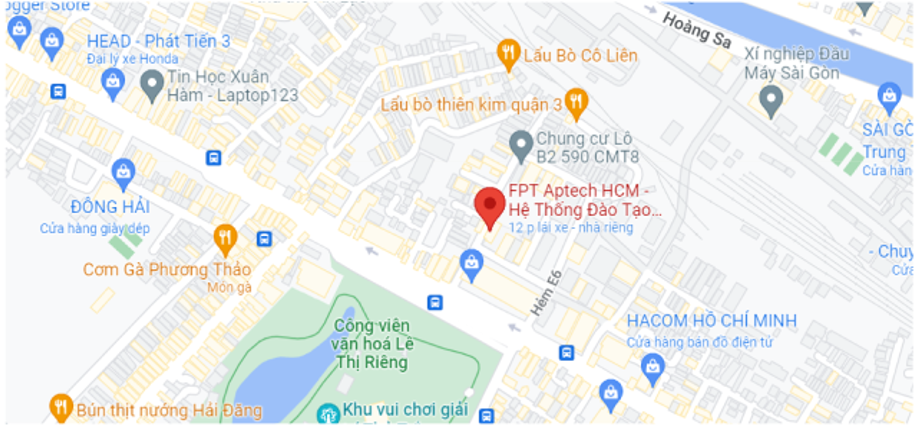 ogger Store
Hoàng Sa
HEAD - Phát Tiến 3
Đại lý xe Honda
Lẩu Bò Cô Liên
Xí nghiệp Đầu
Máy Sài Gòn
Tin Học Xuân
Hàm - Laptop123
Lẩu bò thiên kim quận 3
Chung cư Lô
B2 590 CMT8
SÀI GÒ
Trung
Cửa hàn
FPT Aptech HCM -
Hệ Thống Đào Tạo...
12 p lái xe - nhà riêng
ĐÔNG HẢI
Cửa hàng giày dép
- Chuy
Cửa
Cơm Gà Phương Thảo
Món gà
Hẻm E6
Công viên
văn hoá Lê
Thị Riêng
HACOM HỒ CHÍ MINH
Cửa hàng bán đồ điện tử
Bún thịt nướng Hải Đăng
Khu vui chơi giải